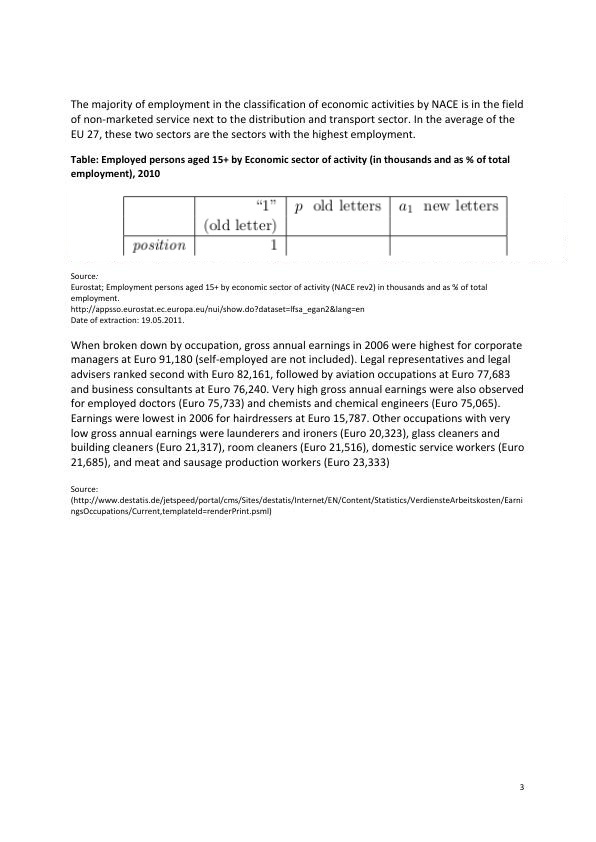 The majority of employment in the classification of economic activities by NACE is in the field
of non-marketed service next to the distribution and transport sector. In the average of the
EU 27, these two sectors are the sectors with the highest employment.
Table: Employed persons aged 15+ by Economic sector of activity (in thousands and as % of total
employment), 2010
“1” p old letters a₁ new letters
(old letter)
position 1
Source:
Eurostat; Employment persons aged 15+ by economic sector of activity (NACE rev2) in thousands and as % of total
employment.
http://appsso.eurostat.ec.europa.eu/nui/show.do?dataset=lfsa_egan2&lang=en
Date of extraction: 19.05.2011.
When broken down by occupation, gross annual earnings in 2006 were highest for corporate
managers at Euro 91,180 (self-employed are not included). Legal representatives and legal
advisers ranked second with Euro 82,161, followed by aviation occupations at Euro 77,683
and business consultants at Euro 76,240. Very high gross annual earnings were also observed
for employed doctors (Euro 75,733) and chemists and chemical engineers (Euro 75,065).
Earnings were lowest in 2006 for hairdressers at Euro 15,787. Other occupations with very
low gross annual earnings were launderers and ironers (Euro 20,323), glass cleaners and
building cleaners (Euro 21,317), room cleaners (Euro 21,516), domestic service workers (Euro
21,685), and meat and sausage production workers (Euro 23,333)
Source:
(http://www.destatis.de/jetspeed/portal/cms/Sites/destatis/Internet/EN/Content/Statistics/VerdiensteArbeitskosten/Earni
ngsOccupations/Current,templateId=renderPrint.psml)
3